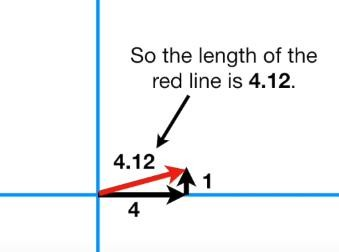 So the length of the
red line is 4.12.
4.12
1
4